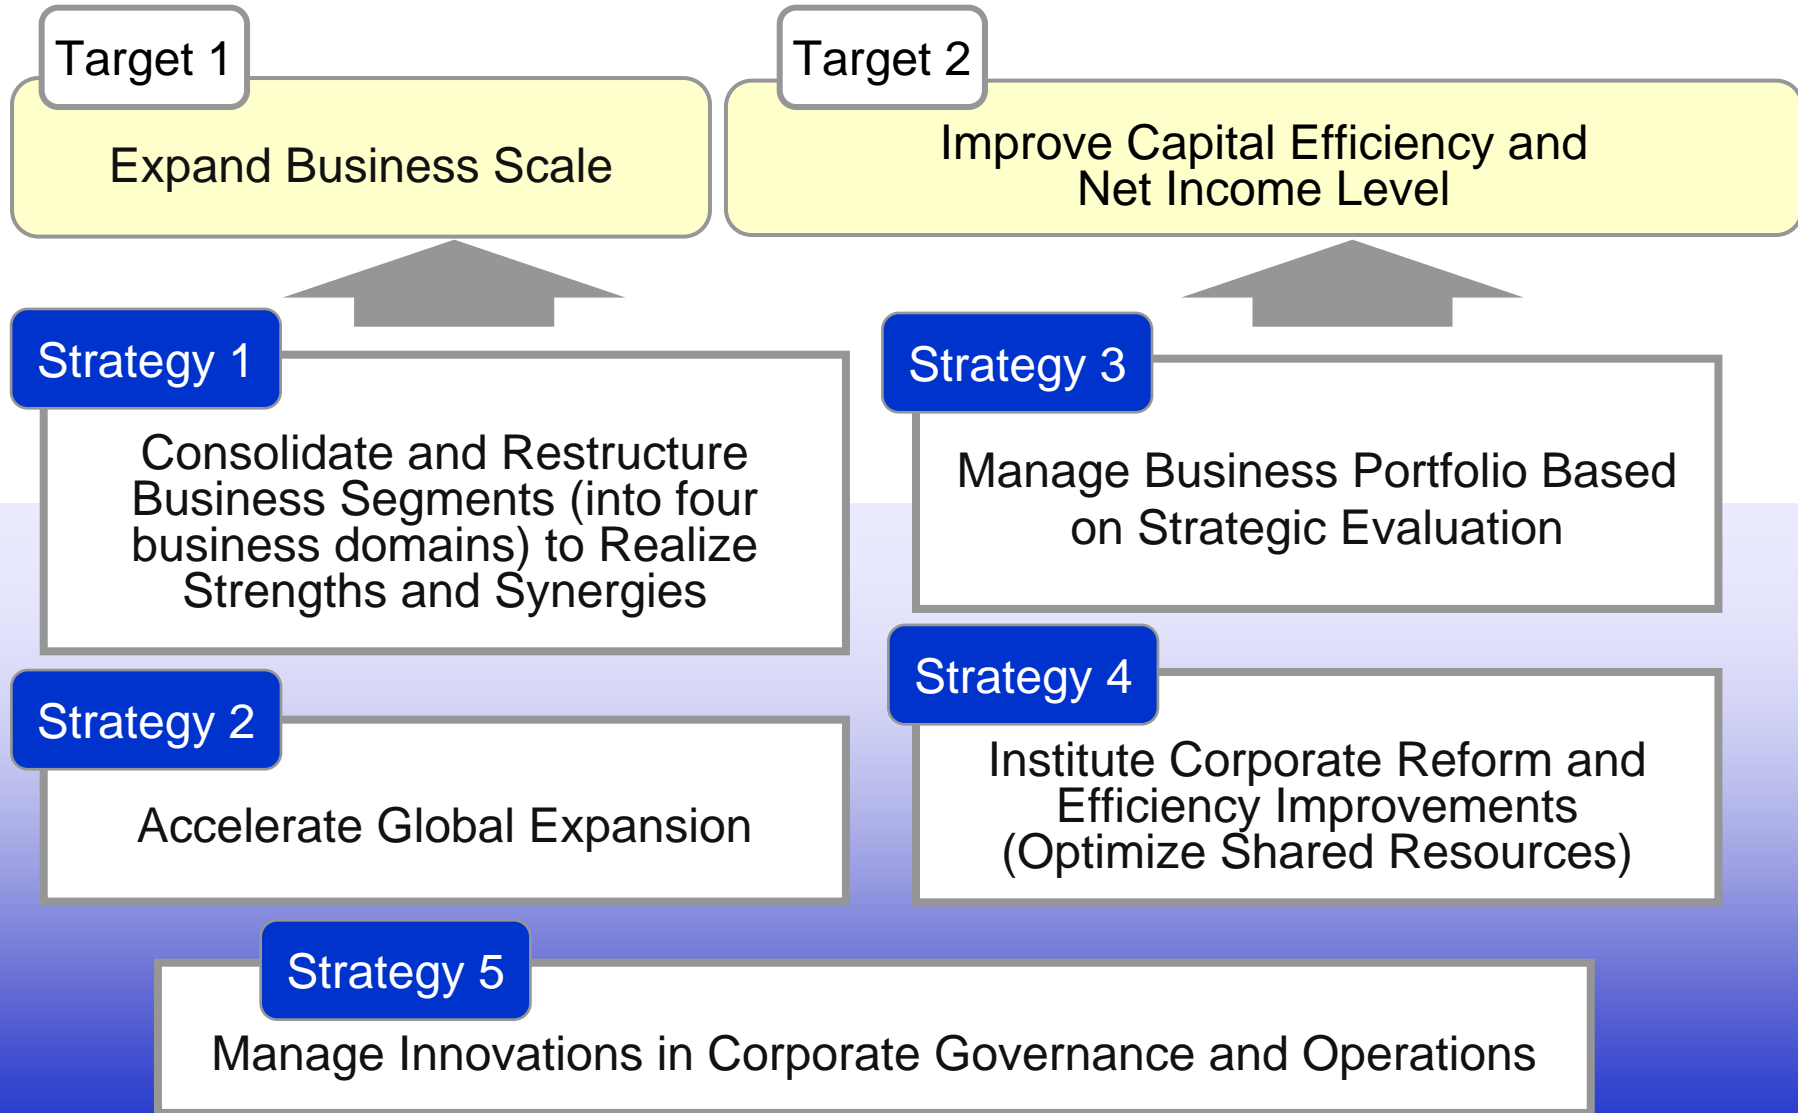 Target 1
Expand Business Scale
Target 2
Improve Capital Efficiency and
Net Income Level
Strategy 1
Consolidate and Restructure
Business Segments (into four
business domains) to Realize
Strengths and Synergies
Strategy 2
Accelerate Global Expansion
Strategy 3
Manage Business Portfolio Based
on Strategic Evaluation
Strategy 4
Institute Corporate Reform and
Efficiency Improvements
(Optimize Shared Resources)
Strategy 5
Manage Innovations in Corporate Governance and Operations